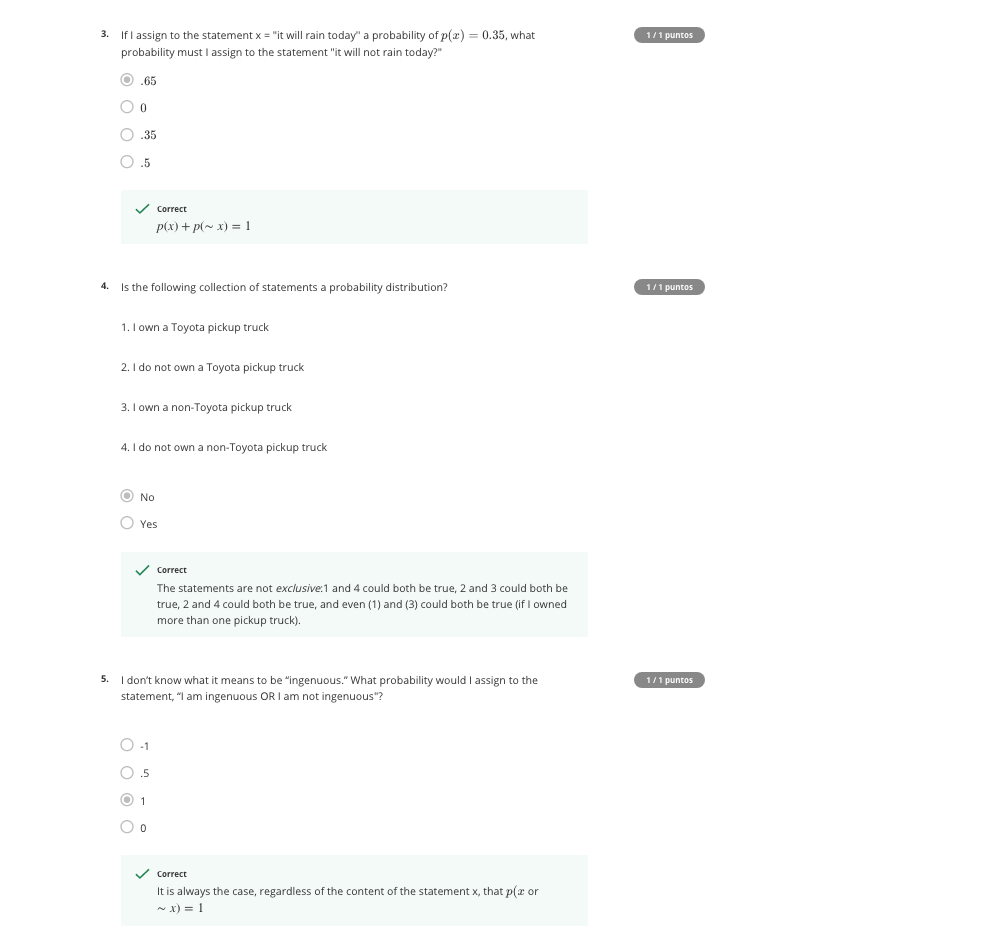 3. If I assign to the statement x = "it will rain today" a probability of p(x) = 0.35, what 1 / 1 puntos
probability must I assign to the statement "it will not rain today?"
.65
0
.35
.5
Correct
p(x) + p(∼ x) = 1
4. Is the following collection of statements a probability distribution? 1 / 1 puntos
1. I own a Toyota pickup truck
2. I do not own a Toyota pickup truck
3. I own a non-Toyota pickup truck
4. I do not own a non-Toyota pickup truck
No
Yes
Correct
The statements are not exclusive:1 and 4 could both be true, 2 and 3 could both be
true, 2 and 4 could both be true, and even (1) and (3) could both be true (if I owned
more than one pickup truck).
5. I don’t know what it means to be “ingenuous.” What probability would I assign to the 1 / 1 puntos
statement, “I am ingenuous OR I am not ingenuous"?
-1
.5
1
0
Correct
It is always the case, regardless of the content of the statement x, that p(x or
∼ x) = 1